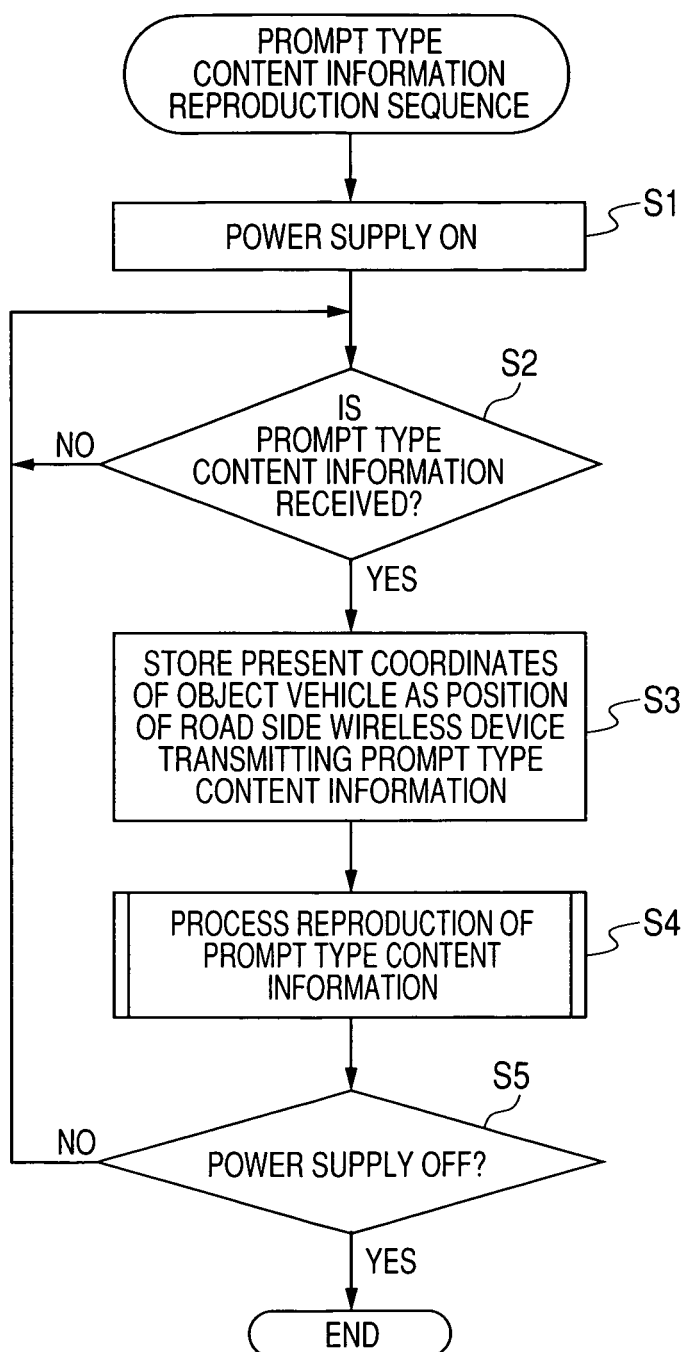 PROMPT TYPE
CONTENT INFORMATION
REPRODUCTION SEQUENCE
S1
POWER SUPPLY ON
S2
IS
PROMPT TYPE
CONTENT INFORMATION
RECEIVED?
NO
YES
STORE PRESENT COORDINATES
OF OBJECT VEHICLE AS POSITION
OF ROAD SIDE WIRELESS DEVICE
TRANSMITTING PROMPT TYPE
CONTENT INFORMATION
S3
PROCESS REPRODUCTION OF
PROMPT TYPE CONTENT
INFORMATION
S4
S5
NO
POWER SUPPLY OFF?
YES
END